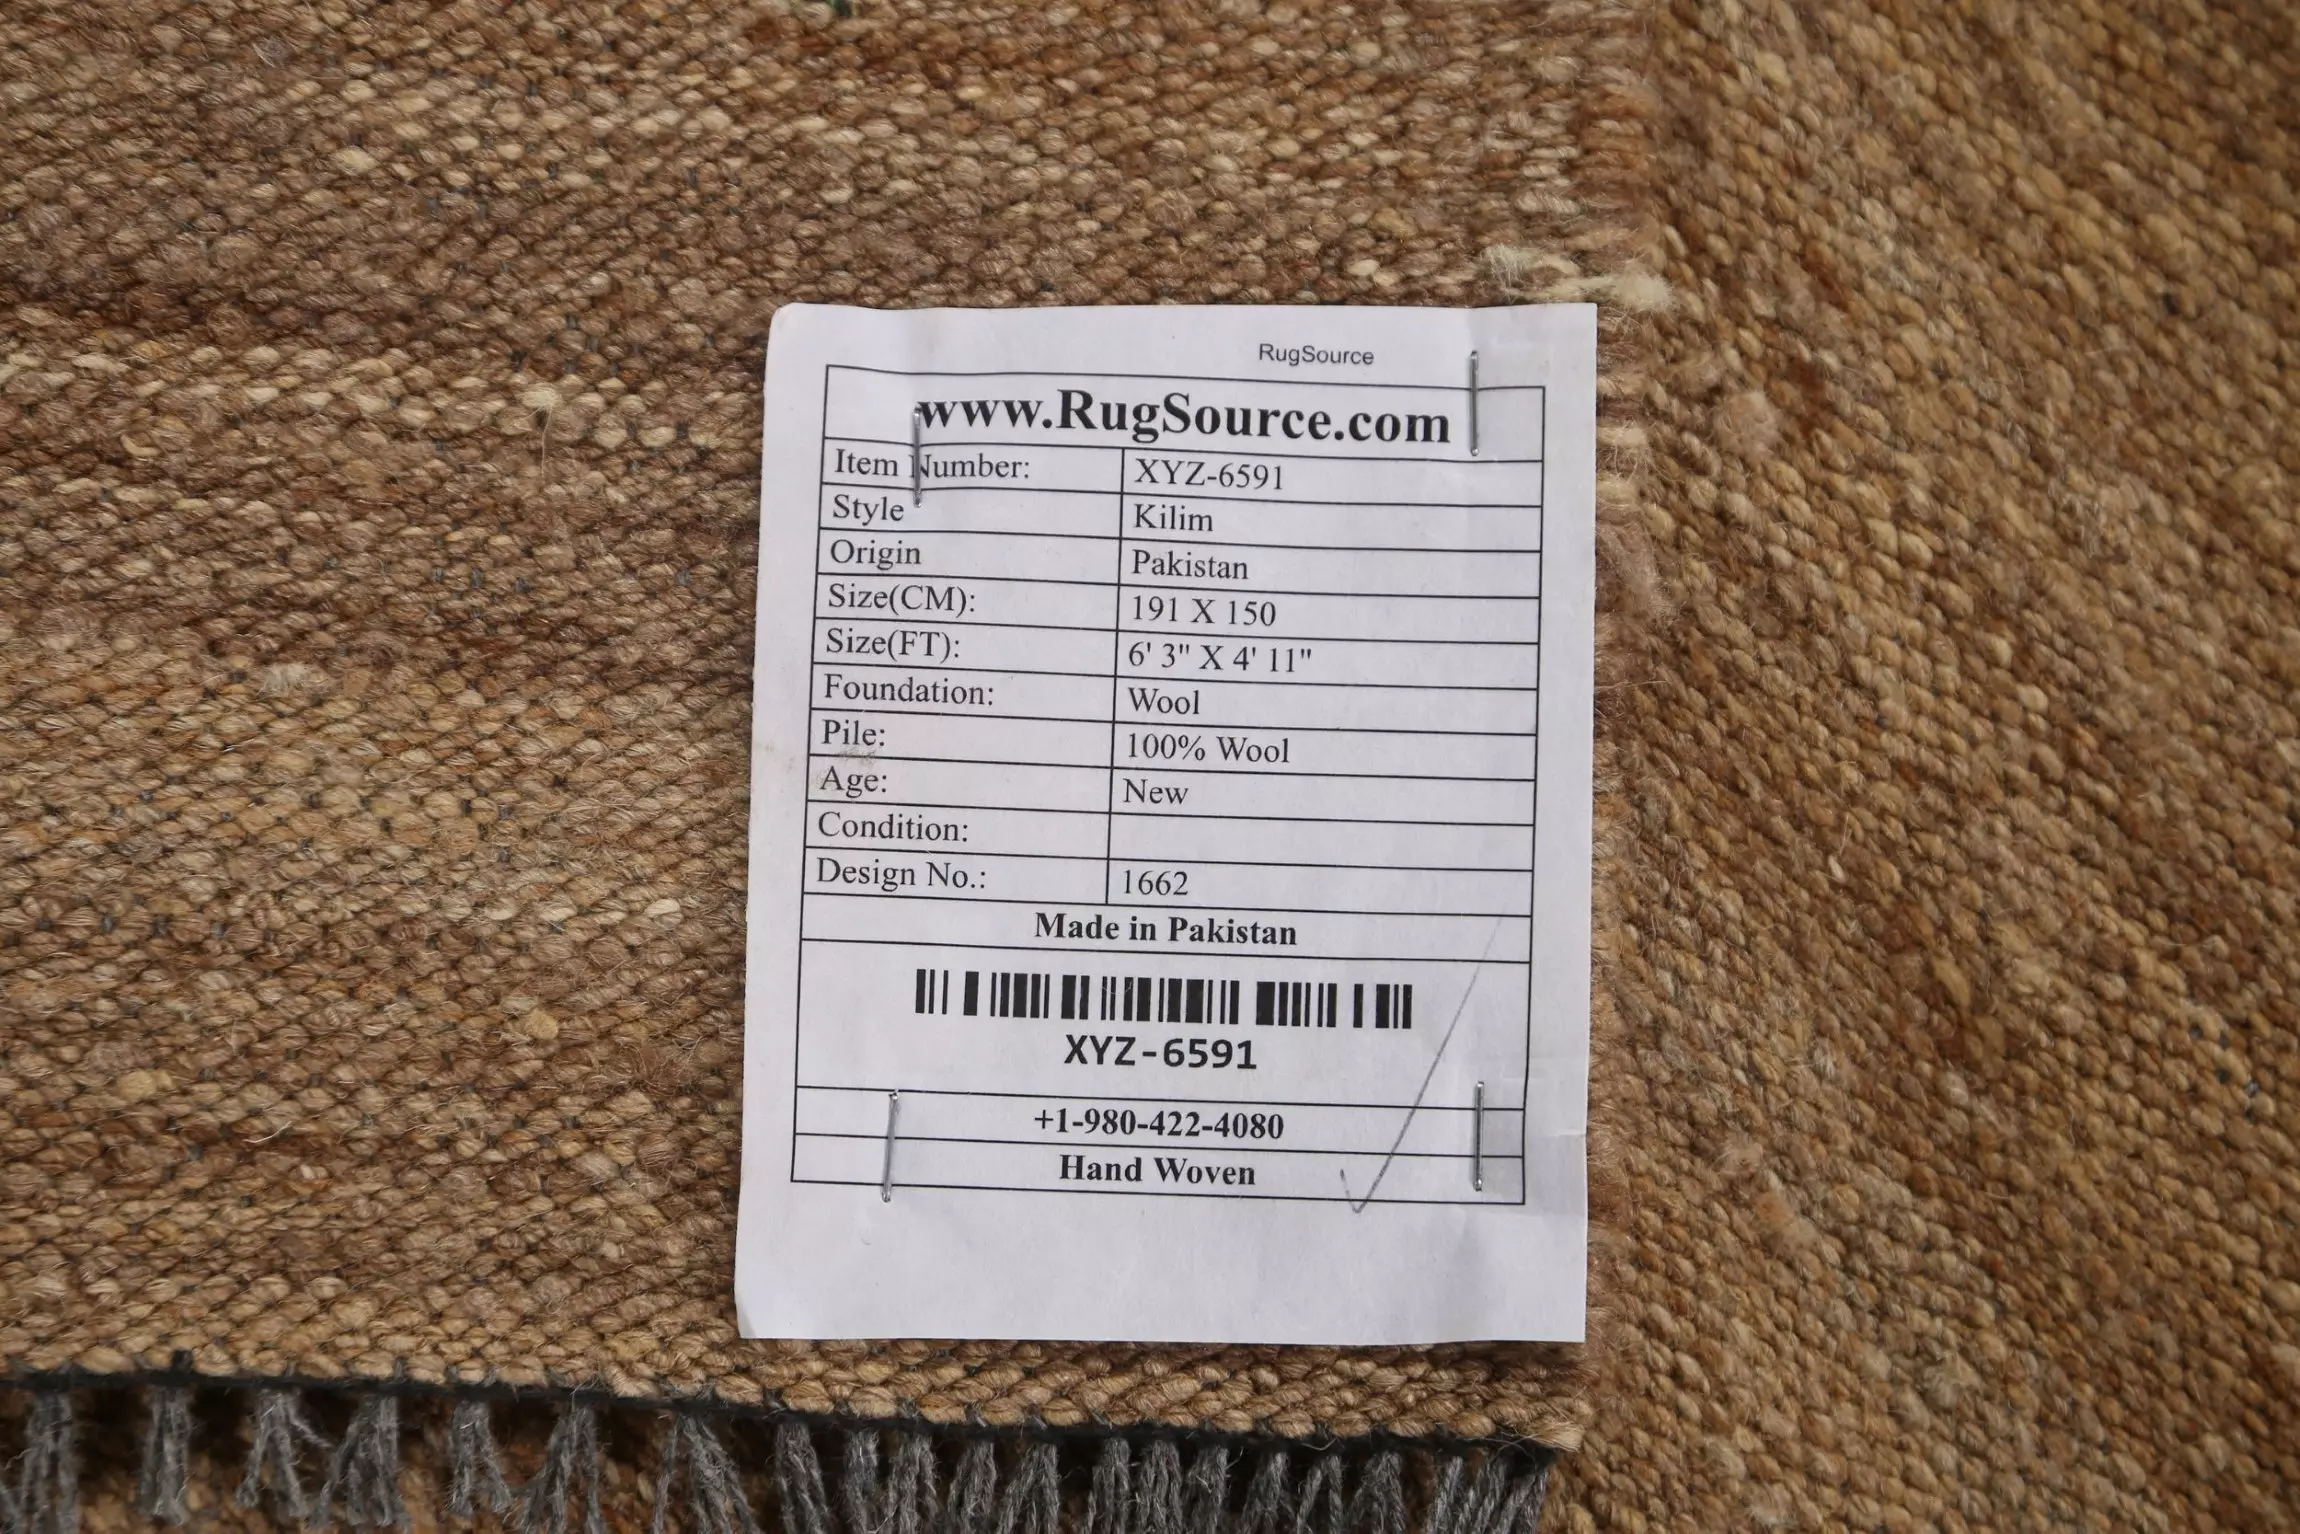 RugSource
www.RugSource.com
Item Number: XYZ-6591
Style Kilim
Origin Pakistan
Size(CM): 191 X 150
Size(FT): 6' 3" X 4' 11"
Foundation: Wool
Pile: 100% Wool
Age: New
Condition:
Design No.: 1662
Made in Pakistan
XYZ-6591
+1-980-422-4080
Hand Woven